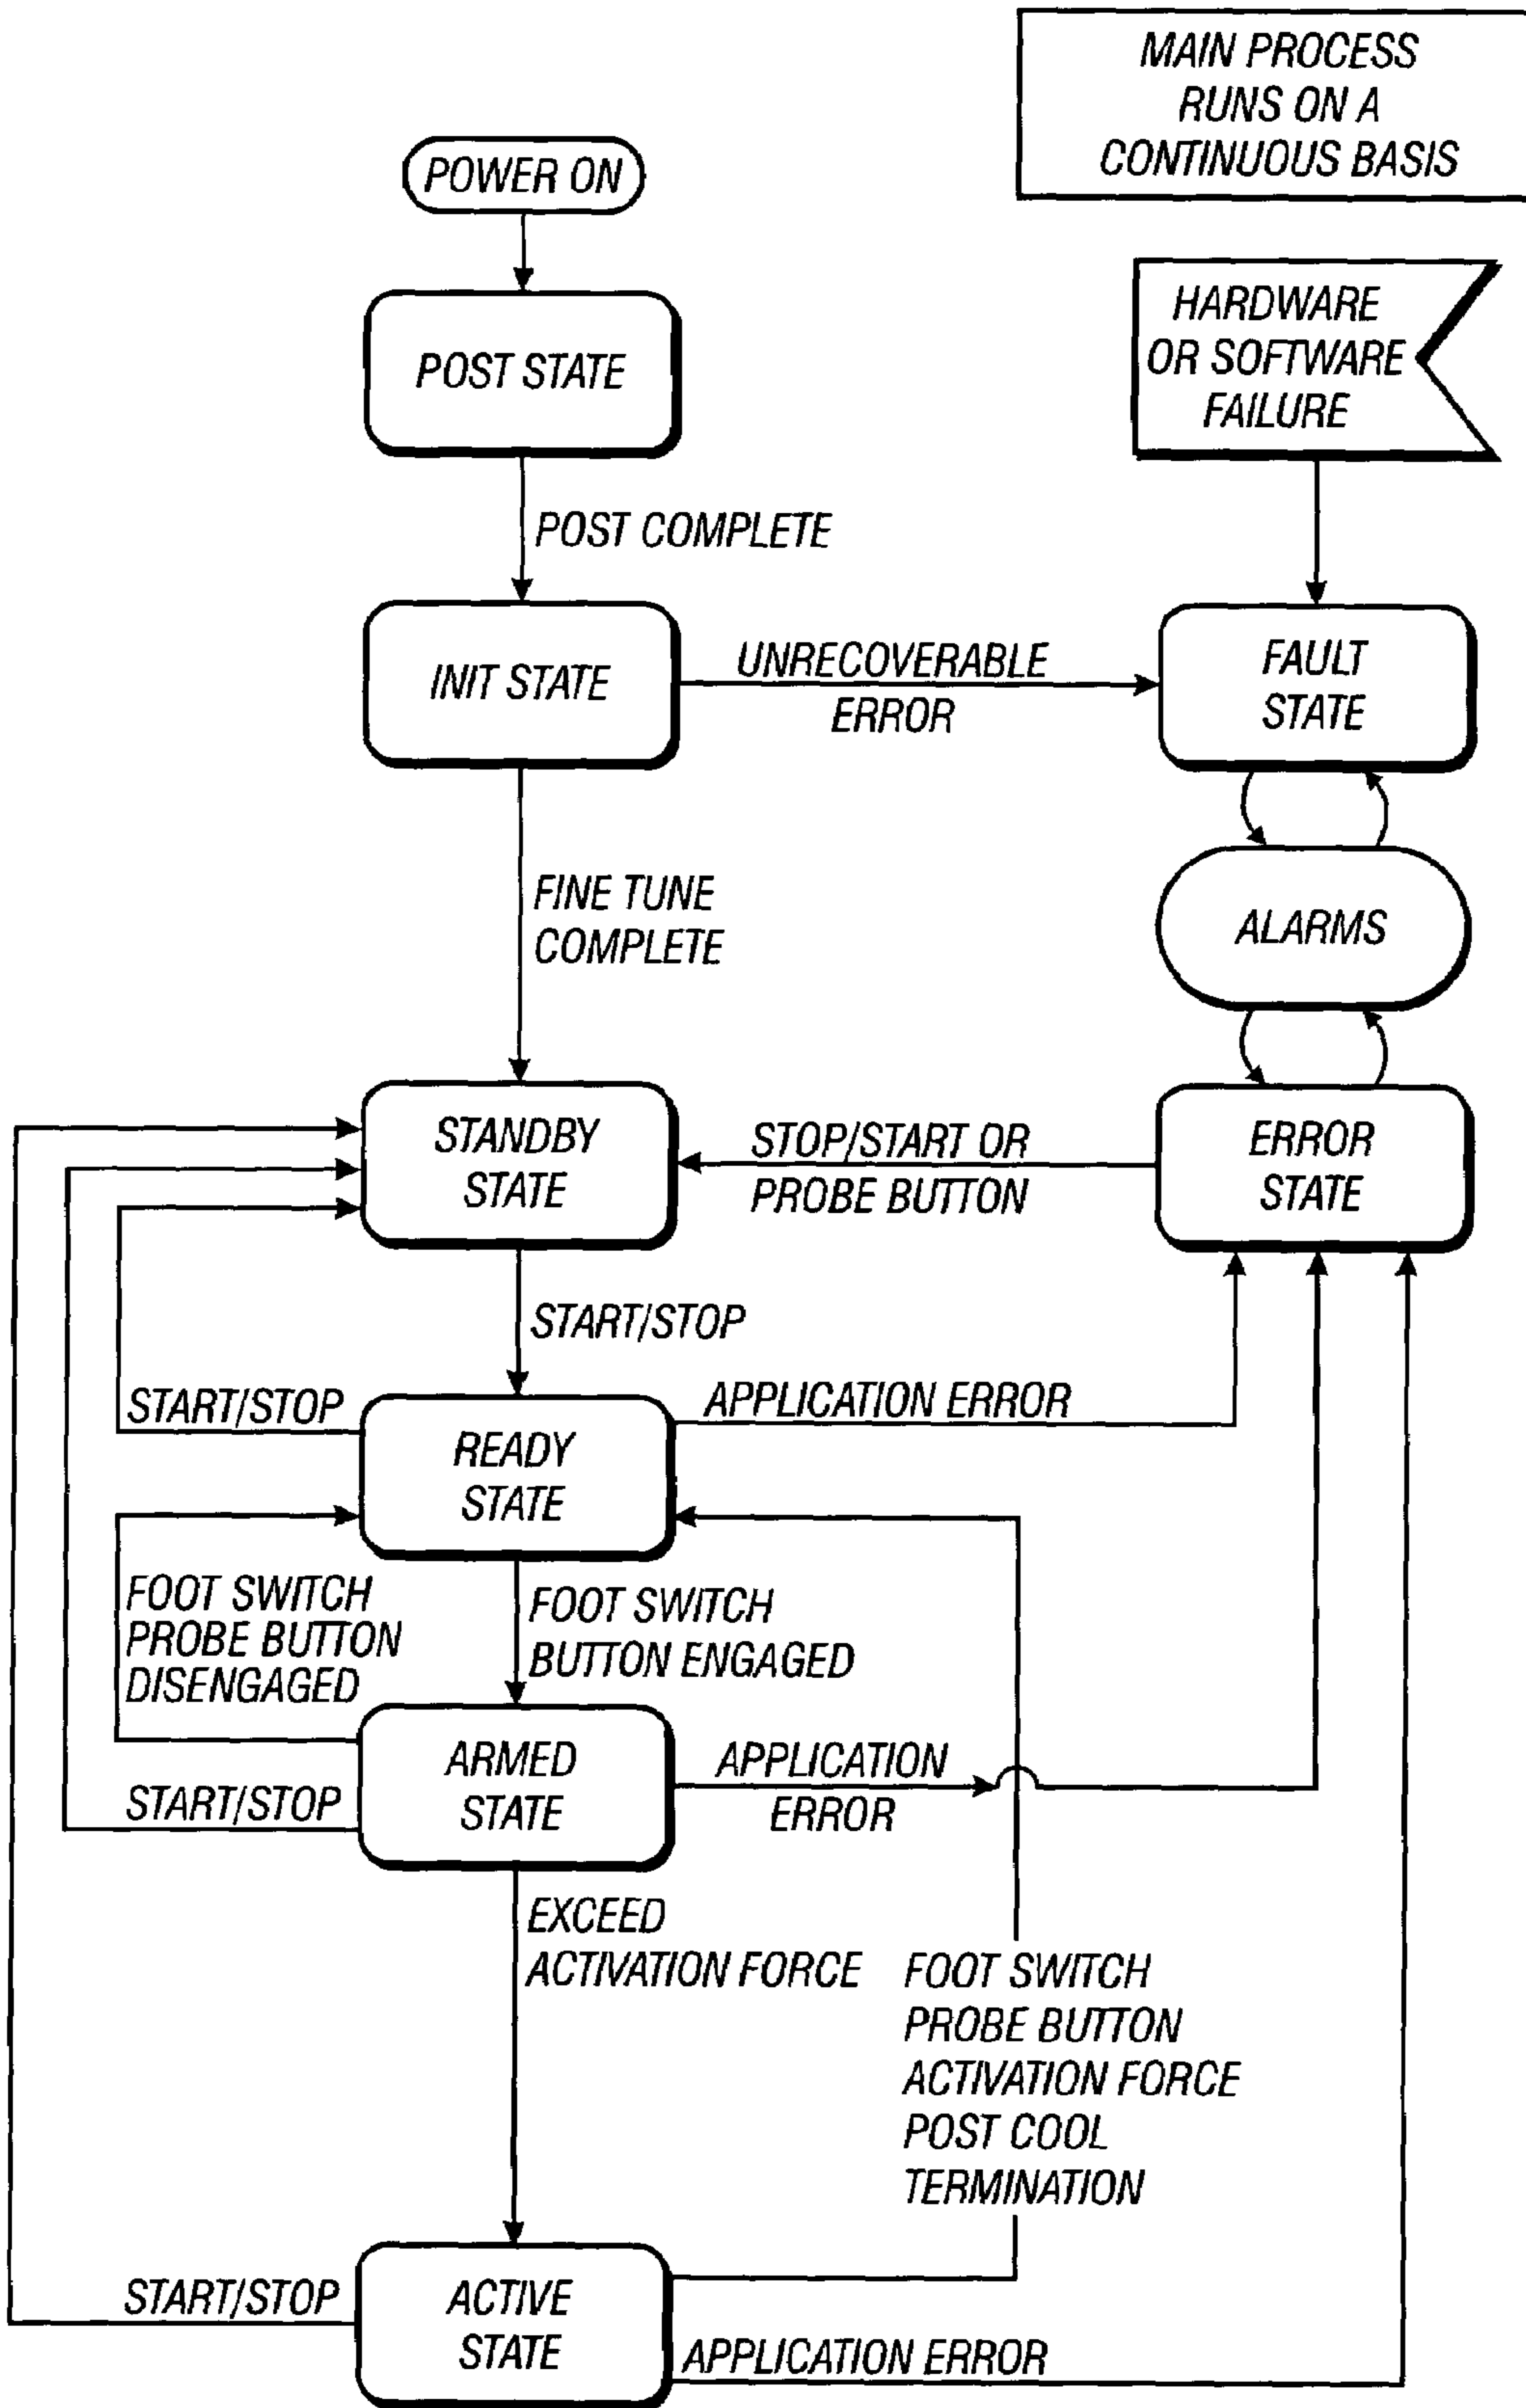 MAIN PROCESS
RUNS ON A
CONTINUOUS BASIS
POWER ON
HARDWARE
OR SOFTWARE
FAILURE
POST STATE
POST COMPLETE
INIT STATE
UNRECOVERABLE
ERROR
FAULT
STATE
FINE TUNE
COMPLETE
ALARMS
STANDBY
STATE
STOP/START OR
PROBE BUTTON
ERROR
STATE
START/STOP
START/STOP
READY
STATE
APPLICATION ERROR
FOOT SWITCH
PROBE BUTTON
DISENGAGED
FOOT SWITCH
BUTTON ENGAGED
ARMED
STATE
APPLICATION
ERROR
START/STOP
EXCEED
ACTIVATION FORCE
FOOT SWITCH
PROBE BUTTON
ACTIVATION FORCE
POST COOL
TERMINATION
START/STOP
ACTIVE
STATE
APPLICATION ERROR